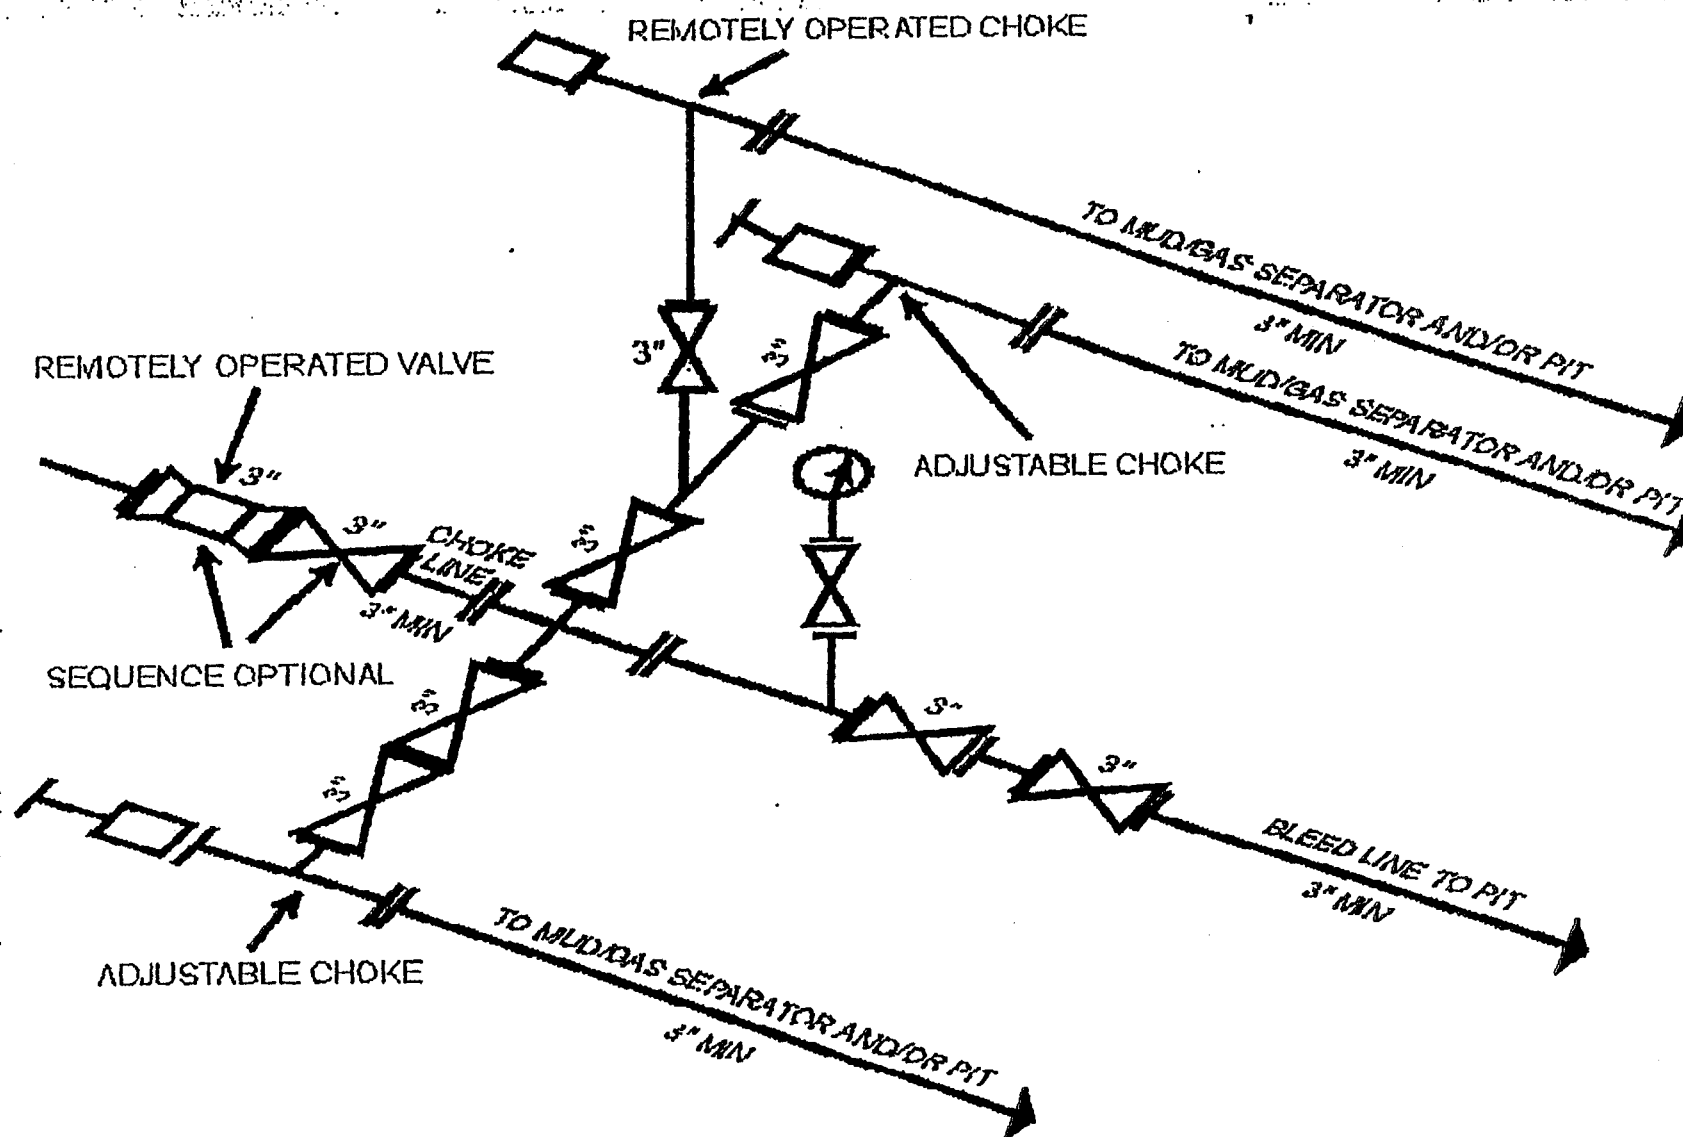 REMOTELY OPERATED CHOKE
TO MUD/GAS SEPARATOR AND/OR PIT
3" MIN
TO MUD/GAS SEPARATOR AND/OR PIT
3" MIN
3"
3"
REMOTELY OPERATED VALVE
ADJUSTABLE CHOKE
3"
3"
CHOKE
LINE
3"
3" MIN
SEQUENCE OPTIONAL
3"
3"
3"
3"
BLEED LINE TO PIT
3" MIN
ADJUSTABLE CHOKE
TO MUD/GAS SEPARATOR AND/OR PIT
3" MIN